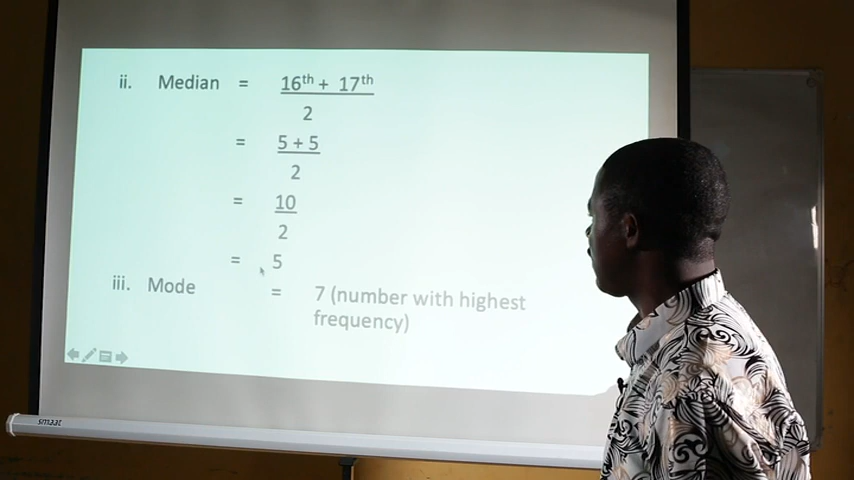 ii. Median = 16th + 17th
2
= 5 + 5
2
= 10
2
= 5
iii. Mode = 7 (number with highest
frequency)
smaat